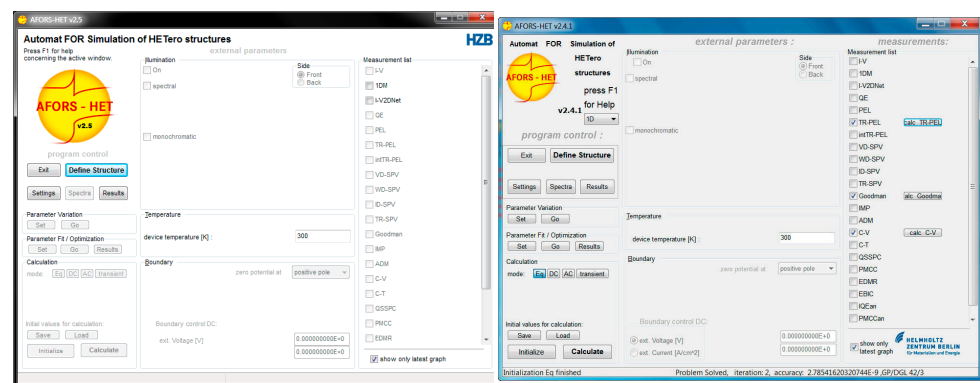 AFORS-HET v2.5
Automat FOR Simulation of HETero structures
HZB
Press F1 for help
concerning the active window.
external parameters
AFORS - HET
v2.5
program control
Exit
Define Structure
Settings
Spectra
Results
Parameter Variation
Set
Go
Parameter Fit / Optimization
Set
Go
Results
Calculation
mode:
Eq
DC
AC
transient
Initial values for calculation:
Save
Load
Initialize
Calculate
Illumination
On
Side
Front
Back
spectral
monochromatic
Temperature
device temperature [K] :
300
Boundary
zero potential at
positive pole
Boundary control DC:
ext. Voltage [V]
0.000000000E+0
0.000000000E+0
Measurement list
I-V
1DM
I-V2DNet
QE
PEL
TR-PEL
intTR-PEL
VD-SPV
WD-SPV
ID-SPV
TR-SPV
Goodman
IMP
ADM
C-V
C-T
QSSPC
PMCC
EDMR
show only latest graph
AFORS-HET v2.4.1
Automat FOR Simulation of
HETero
structures
press F1
for Help
AFORS - HET
v2.4.1
1D
program control :
Exit
Define Structure
Settings
Spectra
Results
Parameter Variation
Set
Go
Parameter Fit / Optimization
Set
Go
Results
Calculation
mode:
Eq
DC
AC
transient
Initial values for calculation:
Save
Load
Initialize
Calculate
external parameters :
Illumination
On
Side
Front
Back
spectral
monochromatic
Temperature
device temperature [K] :
300
Boundary
zero potential at
positive pole
Boundary control DC:
ext. Voltage [V]
0.000000000E+0
ext. Current [A/cm^2]
0.000000000E+0
measurements:
Measurement list
I-V
1DM
I-V2DNet
QE
PEL
TR-PEL
calc TR-PEL
intTR-PEL
VD-SPV
WD-SPV
ID-SPV
TR-SPV
Goodman
alc Goodma
IMP
ADM
C-V
calc C-V
C-T
QSSPC
PMCC
EDMR
EBIC
IQEan
PMCCan
show only
latest graph
HELMHOLTZ
ZENTRUM BERLIN
für Materialien und Energie
Initialization Eq finished
Problem Solved, iteration: 2, accuracy: 2.78541620320744E-9 ,GP/DGL 42/3